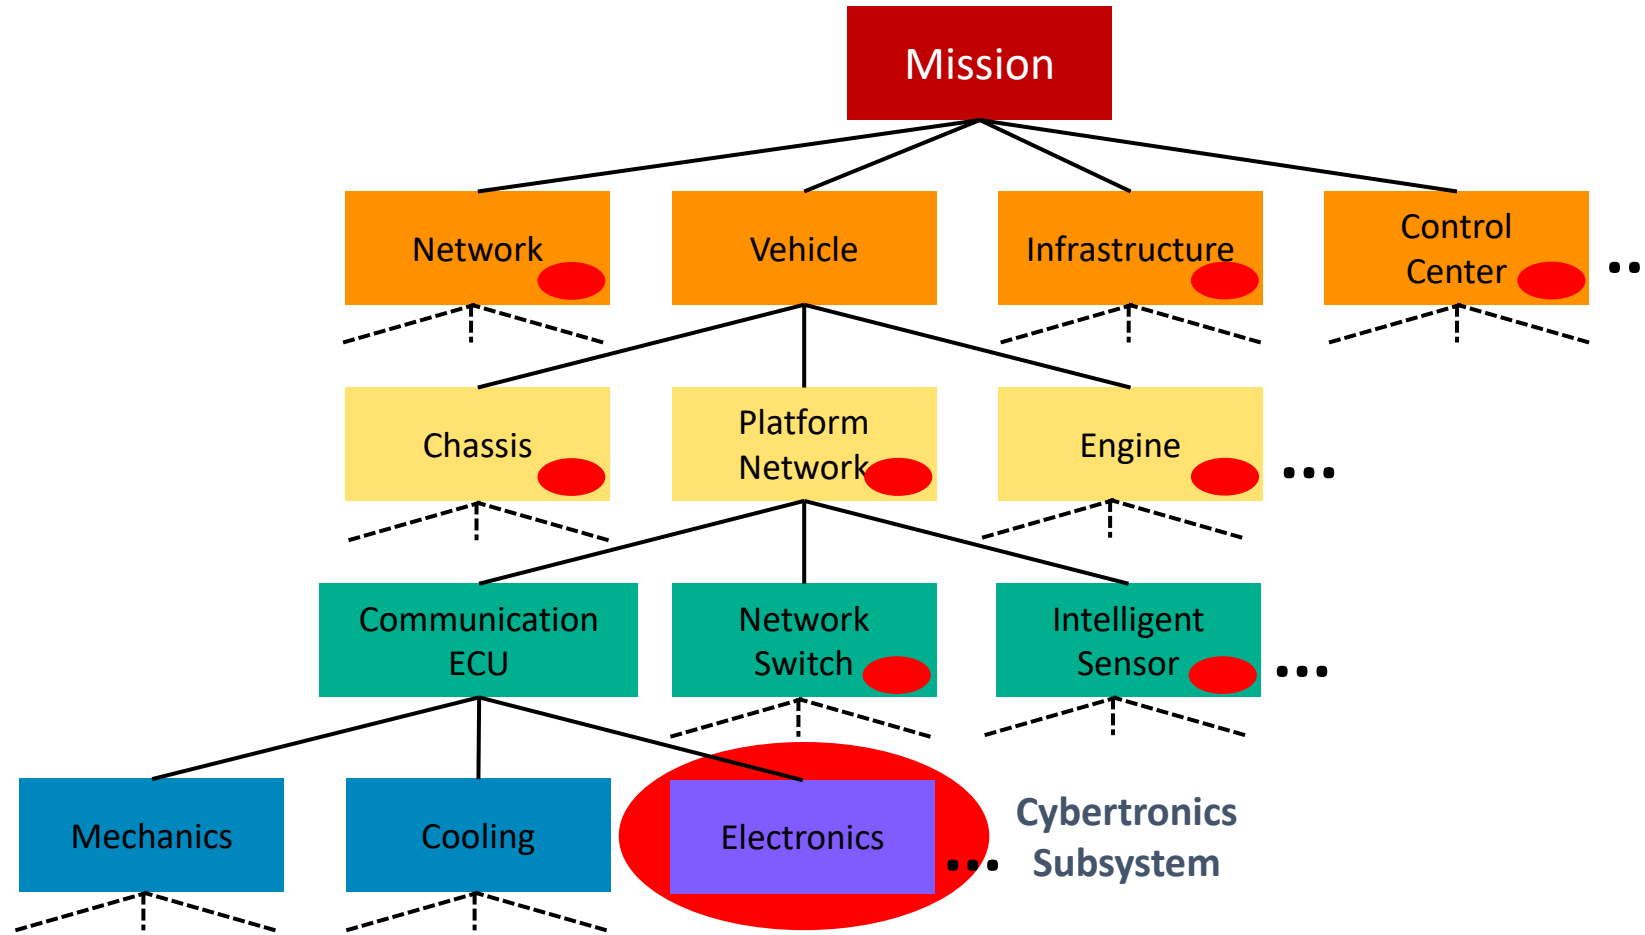 Mission
Network
Vehicle
Infrastructure
Control
Center
...
Chassis
Platform
Network
Engine
...
Communication
ECU
Network
Switch
Intelligent
Sensor
...
Mechanics
Cooling
Electronics
...
Cybertronics
Subsystem